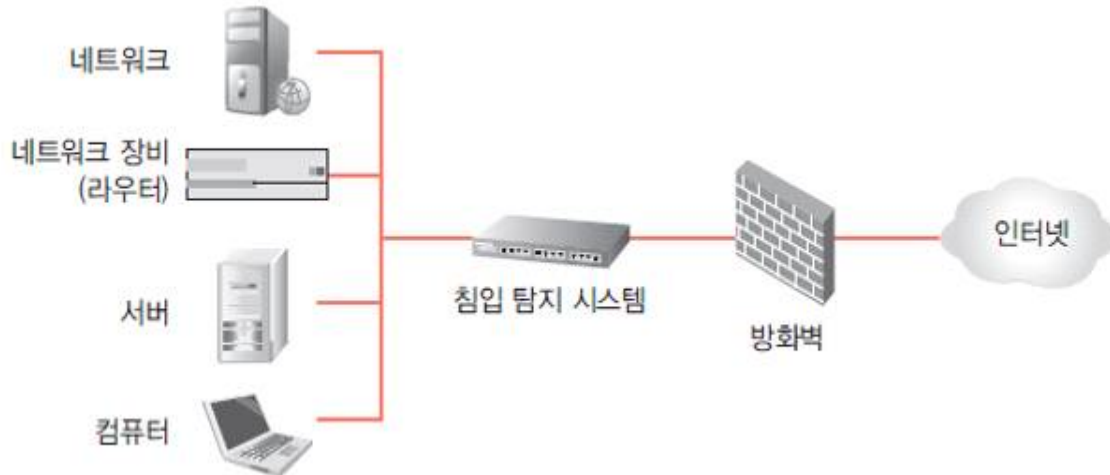 네트워크
네트워크 장비
(라우터)
서버
컴퓨터
침입 탐지 시스템
방화벽
인터넷